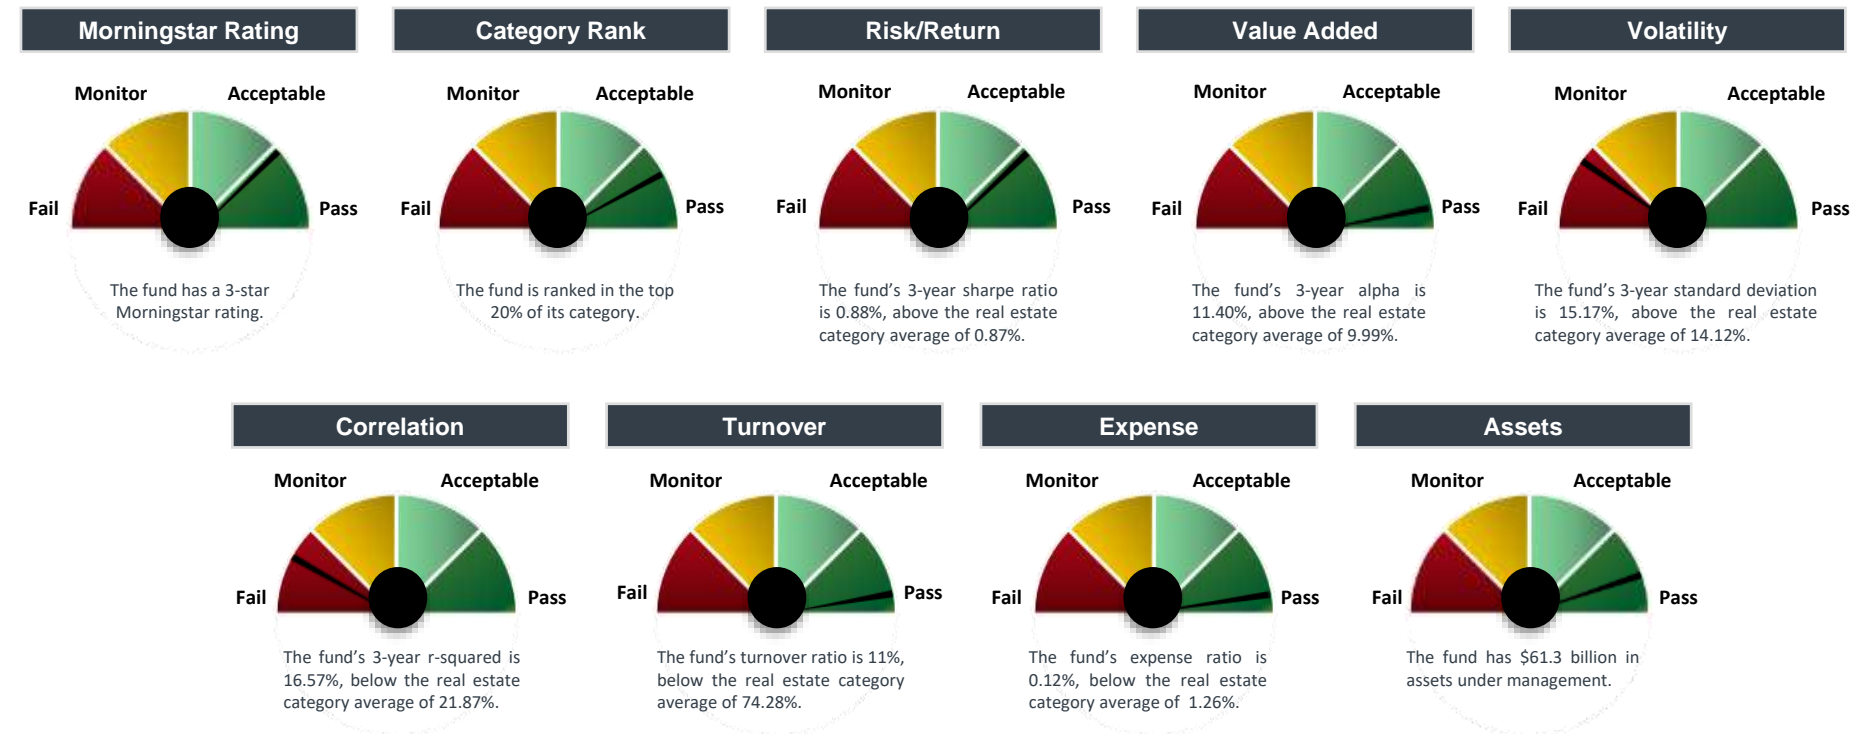 Morningstar Rating
Category Rank
Risk/Return
Value Added
Volatility
Monitor
Acceptable
Fail
Pass
The fund has a 3-star
Morningstar rating.
Monitor
Acceptable
Fail
Pass
The fund is ranked in the top
20% of its category.
Monitor
Acceptable
Fail
Pass
The fund's 3-year sharpe ratio
is 0.88%, above the real estate
category average of 0.87%.
Monitor
Acceptable
Fail
Pass
The fund's 3-year alpha is
11.40%, above the real estate
category average of 9.99%.
Monitor
Acceptable
Fail
Pass
The fund's 3-year standard deviation
is 15.17%, above the real estate
category average of 14.12%.
Correlation
Turnover
Expense
Assets
Monitor
Acceptable
Fail
Pass
The fund's 3-year r-squared is
16.57%, below the real estate
category average of 21.87%.
Monitor
Acceptable
Fail
Pass
The fund's turnover ratio is 11%,
below the real estate category
average of 74.28%.
Monitor
Acceptable
Fail
Pass
The fund's expense ratio is
0.12%, below the real estate
category average of 1.26%.
Monitor
Acceptable
Fail
Pass
The fund has $61.3 billion in
assets under management.